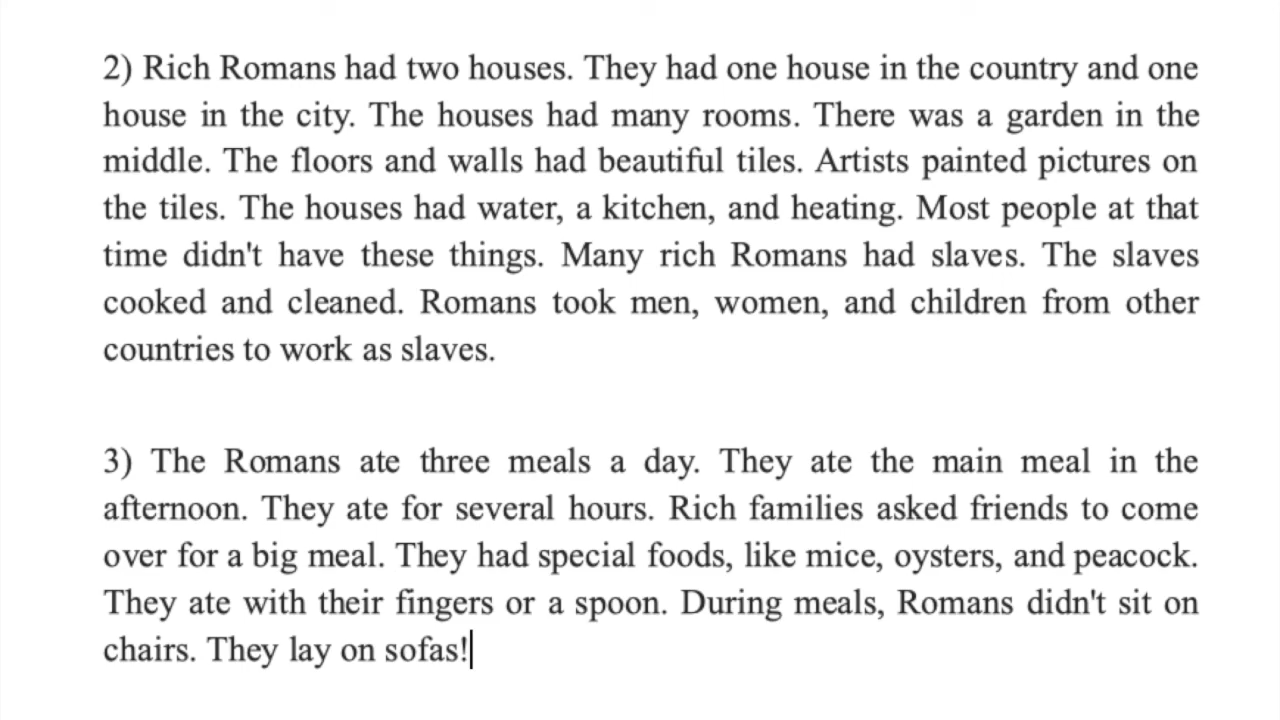 2) Rich Romans had two houses. They had one house in the country and one
house in the city. The houses had many rooms. There was a garden in the
middle. The floors and walls had beautiful tiles. Artists painted pictures on
the tiles. The houses had water, a kitchen, and heating. Most people at that
time didn't have these things. Many rich Romans had slaves. The slaves
cooked and cleaned. Romans took men, women, and children from other
countries to work as slaves.
3) The Romans ate three meals a day. They ate the main meal in the
afternoon. They ate for several hours. Rich families asked friends to come
over for a big meal. They had special foods, like mice, oysters, and peacock.
They ate with their fingers or a spoon. During meals, Romans didn't sit on
chairs. They lay on sofas!